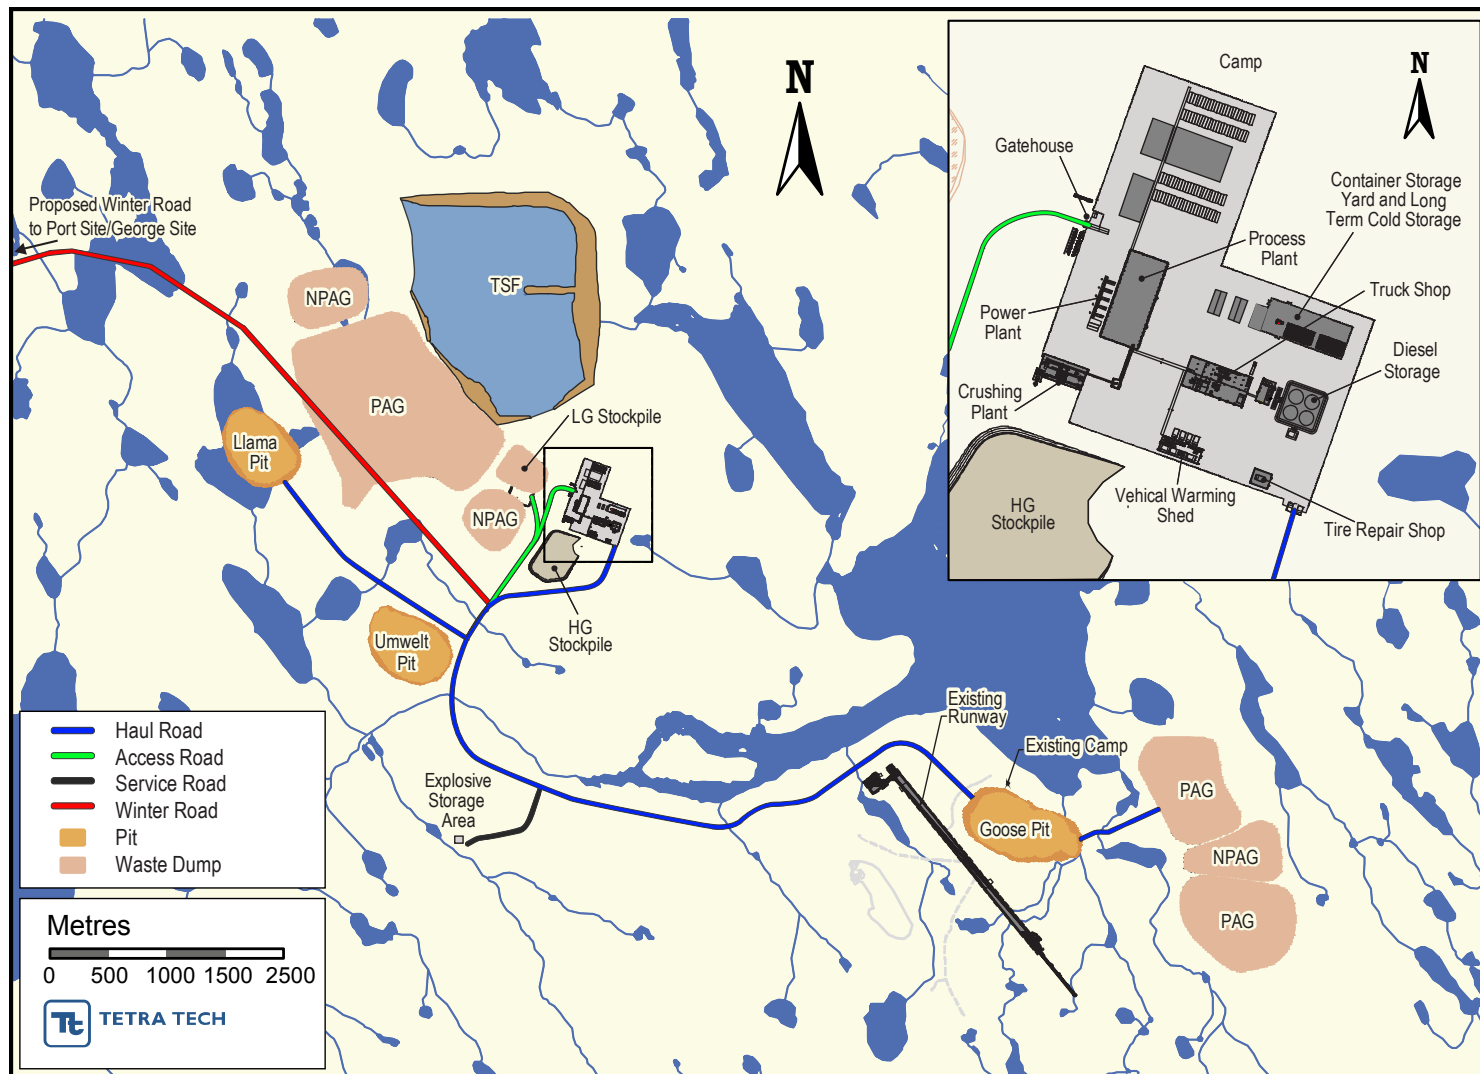 N
Proposed Winter Road
to Port Site/George Site
NPAG
TSF
PAG
LG Stockpile
Llama
Pit
NPAG
HG
Stockpile
Umwelt
Pit
Explosive
Storage
Area
Existing
Runway
Existing Camp
Goose Pit
PAG
NPAG
PAG
Camp
N
Gatehouse
Container Storage
Yard and Long
Term Cold Storage
Process
Plant
Truck Shop
Power
Plant
Diesel
Storage
Crushing
Plant
HG
Stockpile
Vehical Warming
Shed
Tire Repair Shop
Haul Road
Access Road
Service Road
Winter Road
Pit
Waste Dump
Metres
0 500 1000 1500 2500
Tt TETRA TECH